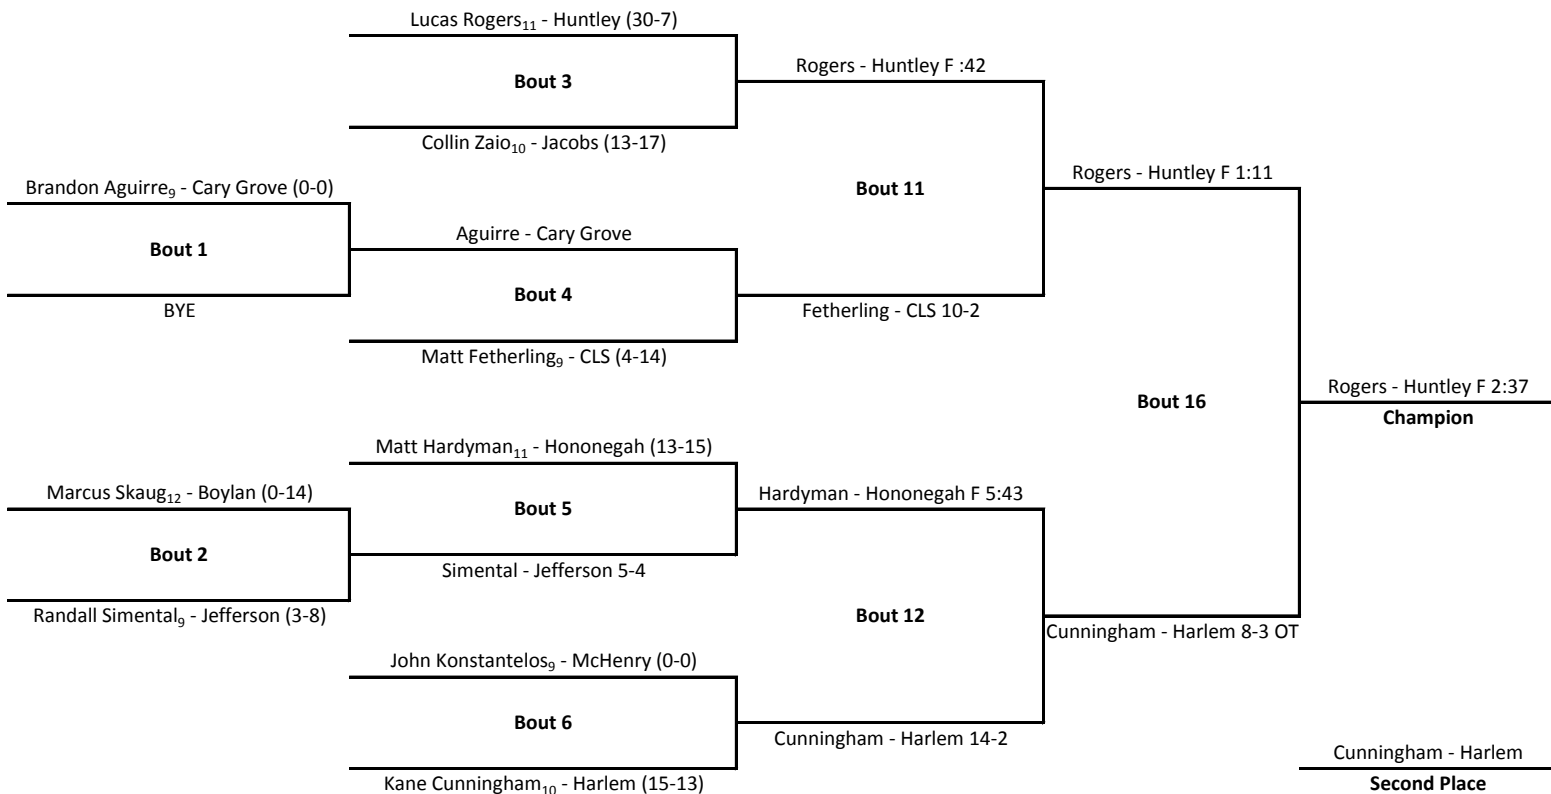 Lucas Rogers₁₁ - Huntley (30-7)
Bout 3
Rogers - Huntley F :42
Collin Zaio₁₀ - Jacobs (13-17)
Bout 11
Rogers - Huntley F 1:11
Brandon Aguirre₉ - Cary Grove (0-0)
Bout 1
Aguirre - Cary Grove
BYE
Bout 4
Fetherling - CLS 10-2
Matt Fetherling₉ - CLS (4-14)
Bout 16
Rogers - Huntley F 2:37
Champion
Matt Hardyman₁₁ - Hononegah (13-15)
Marcus Skaug₁₂ - Boylan (0-14)
Bout 5
Hardyman - Hononegah F 5:43
Bout 2
Simental - Jefferson 5-4
Randall Simental₉ - Jefferson (3-8)
Bout 12
Cunningham - Harlem 8-3 OT
John Konstantelos₉ - McHenry (0-0)
Bout 6
Cunningham - Harlem 14-2
Kane Cunningham₁₀ - Harlem (15-13)
Cunningham - Harlem
Second Place